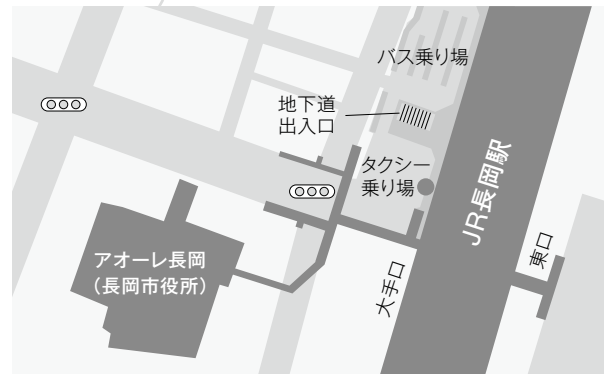 バス乗り場
地下道
出入口
タクシー
乗り場
JR長岡駅
アオーレ長岡
（長岡市役所）
大手口
東口